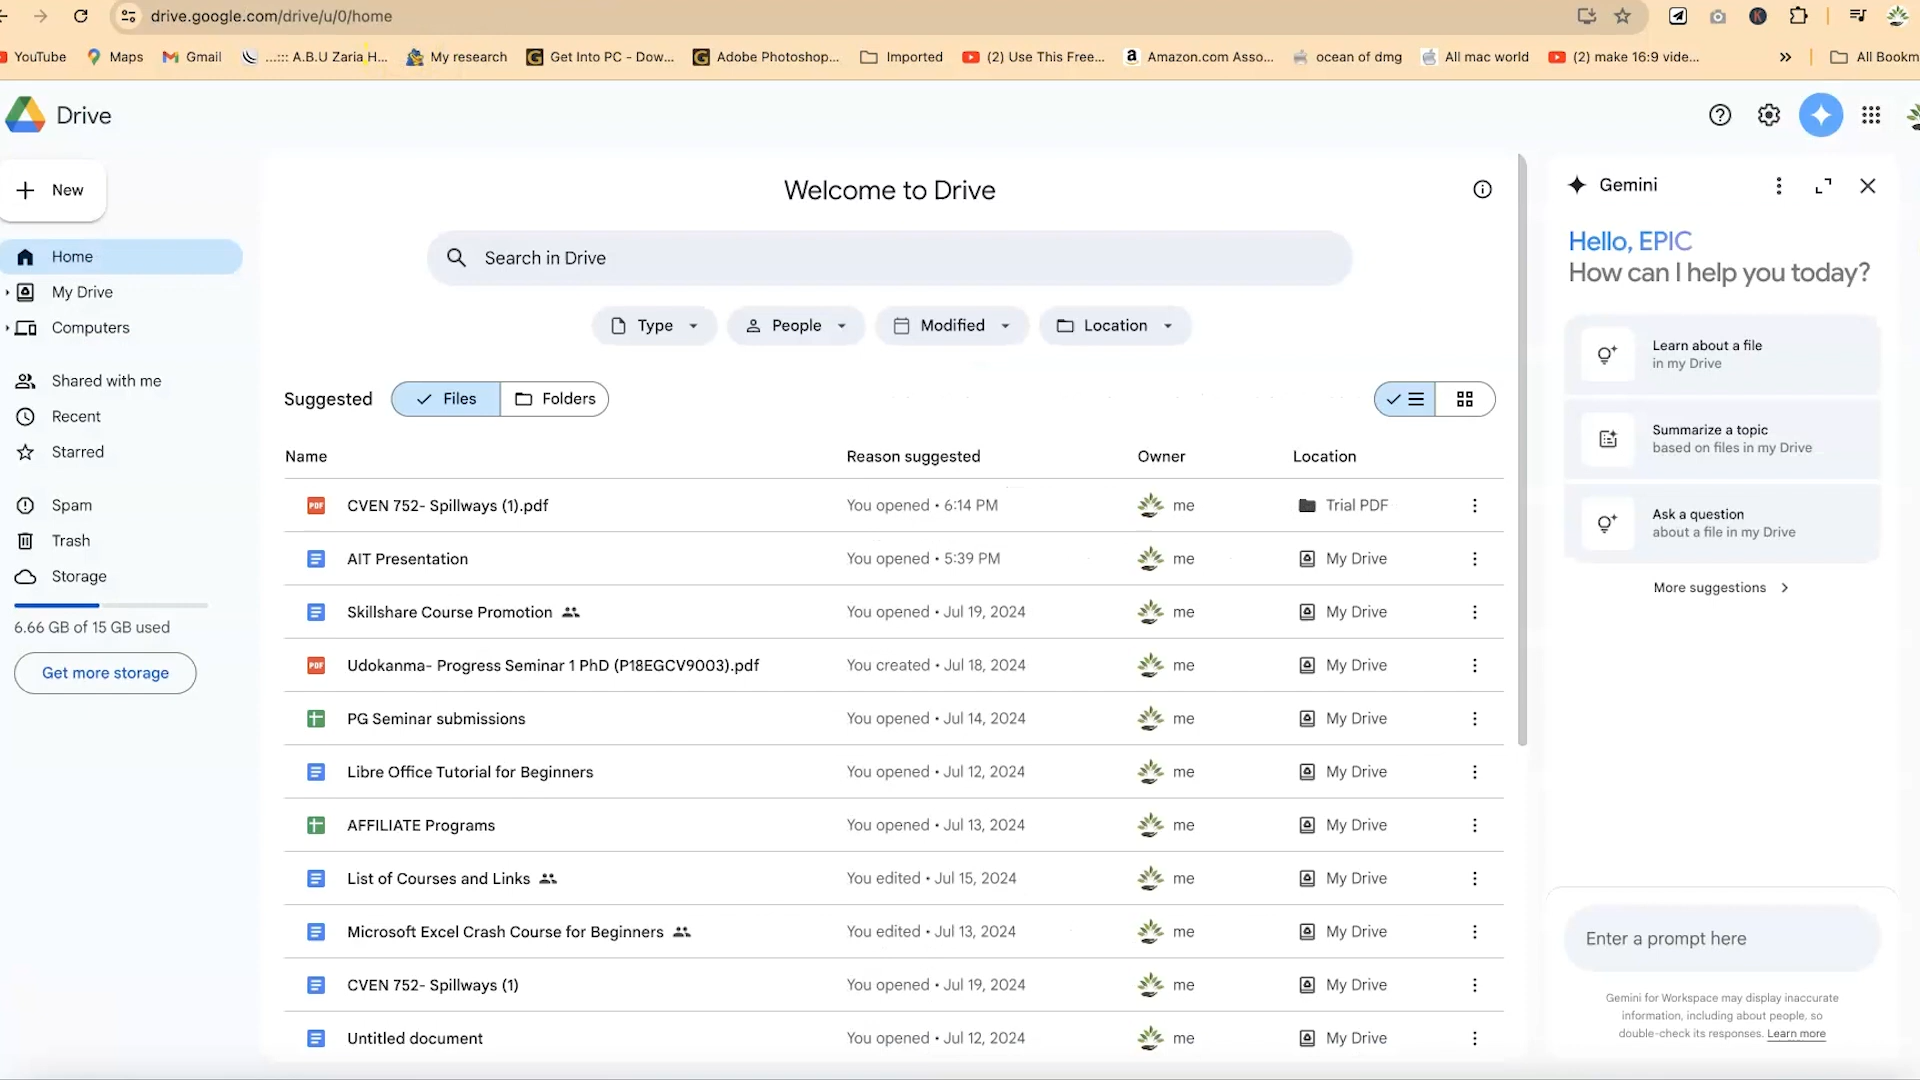 drive.google.com/drive/u/0/home
YouTube Maps Gmail ...::: A.B.U Zaria H... My research Get Into PC - Dow... Adobe Photoshop... Imported (2) Use This Free... Amazon.com Asso... ocean of dmg All mac world (2) make 16:9 vide... » All Bookm
Drive
New
Home
My Drive
Computers
Shared with me
Recent
Starred
Spam
Trash
Storage
6.66 GB of 15 GB used
Get more storage
Welcome to Drive
Search in Drive
Type People Modified Location
Suggested Files Folders
Name Reason suggested Owner Location
PDF CVEN 752- Spillways (1).pdf You opened • 6:14 PM me Trial PDF
AIT Presentation You opened • 5:39 PM me My Drive
Skillshare Course Promotion You opened • Jul 19, 2024 me My Drive
PDF Udokanma- Progress Seminar 1 PhD (P18EGCV9003).pdf You created • Jul 18, 2024 me My Drive
PG Seminar submissions You opened • Jul 14, 2024 me My Drive
Libre Office Tutorial for Beginners You opened • Jul 12, 2024 me My Drive
AFFILIATE Programs You opened • Jul 13, 2024 me My Drive
List of Courses and Links You edited • Jul 15, 2024 me My Drive
Microsoft Excel Crash Course for Beginners You edited • Jul 13, 2024 me My Drive
CVEN 752- Spillways (1) You opened • Jul 19, 2024 me My Drive
Untitled document You opened • Jul 12, 2024 me My Drive
Gemini
Hello, EPIC
How can I help you today?
Learn about a file
in my Drive
Summarize a topic
based on files in my Drive
Ask a question
about a file in my Drive
More suggestions
Enter a prompt here
Gemini for Workspace may display inaccurate
information, including about people, so
double-check its responses. Learn more